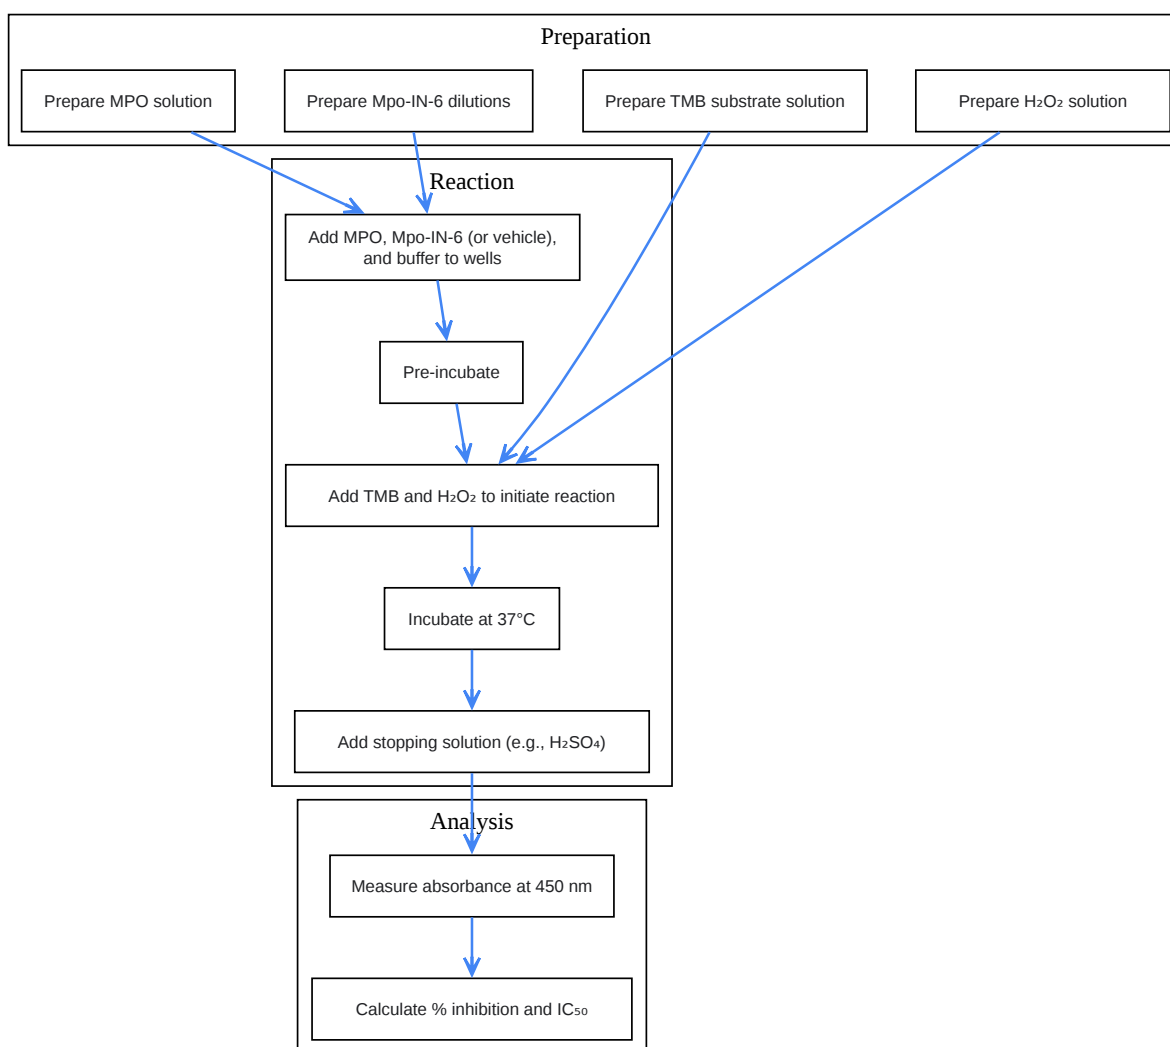 Preparation
Prepare MPO solution
Prepare Mpo-IN-6 dilutions
Prepare TMB substrate solution
Prepare H₂O₂ solution
Reaction
Add MPO, Mpo-IN-6 (or vehicle),
and buffer to wells
Pre-incubate
Add TMB and H₂O₂ to initiate reaction
Incubate at 37°C
Add stopping solution (e.g., H₂SO₄)
Analysis
Measure absorbance at 450 nm
Calculate % inhibition and IC₅₀